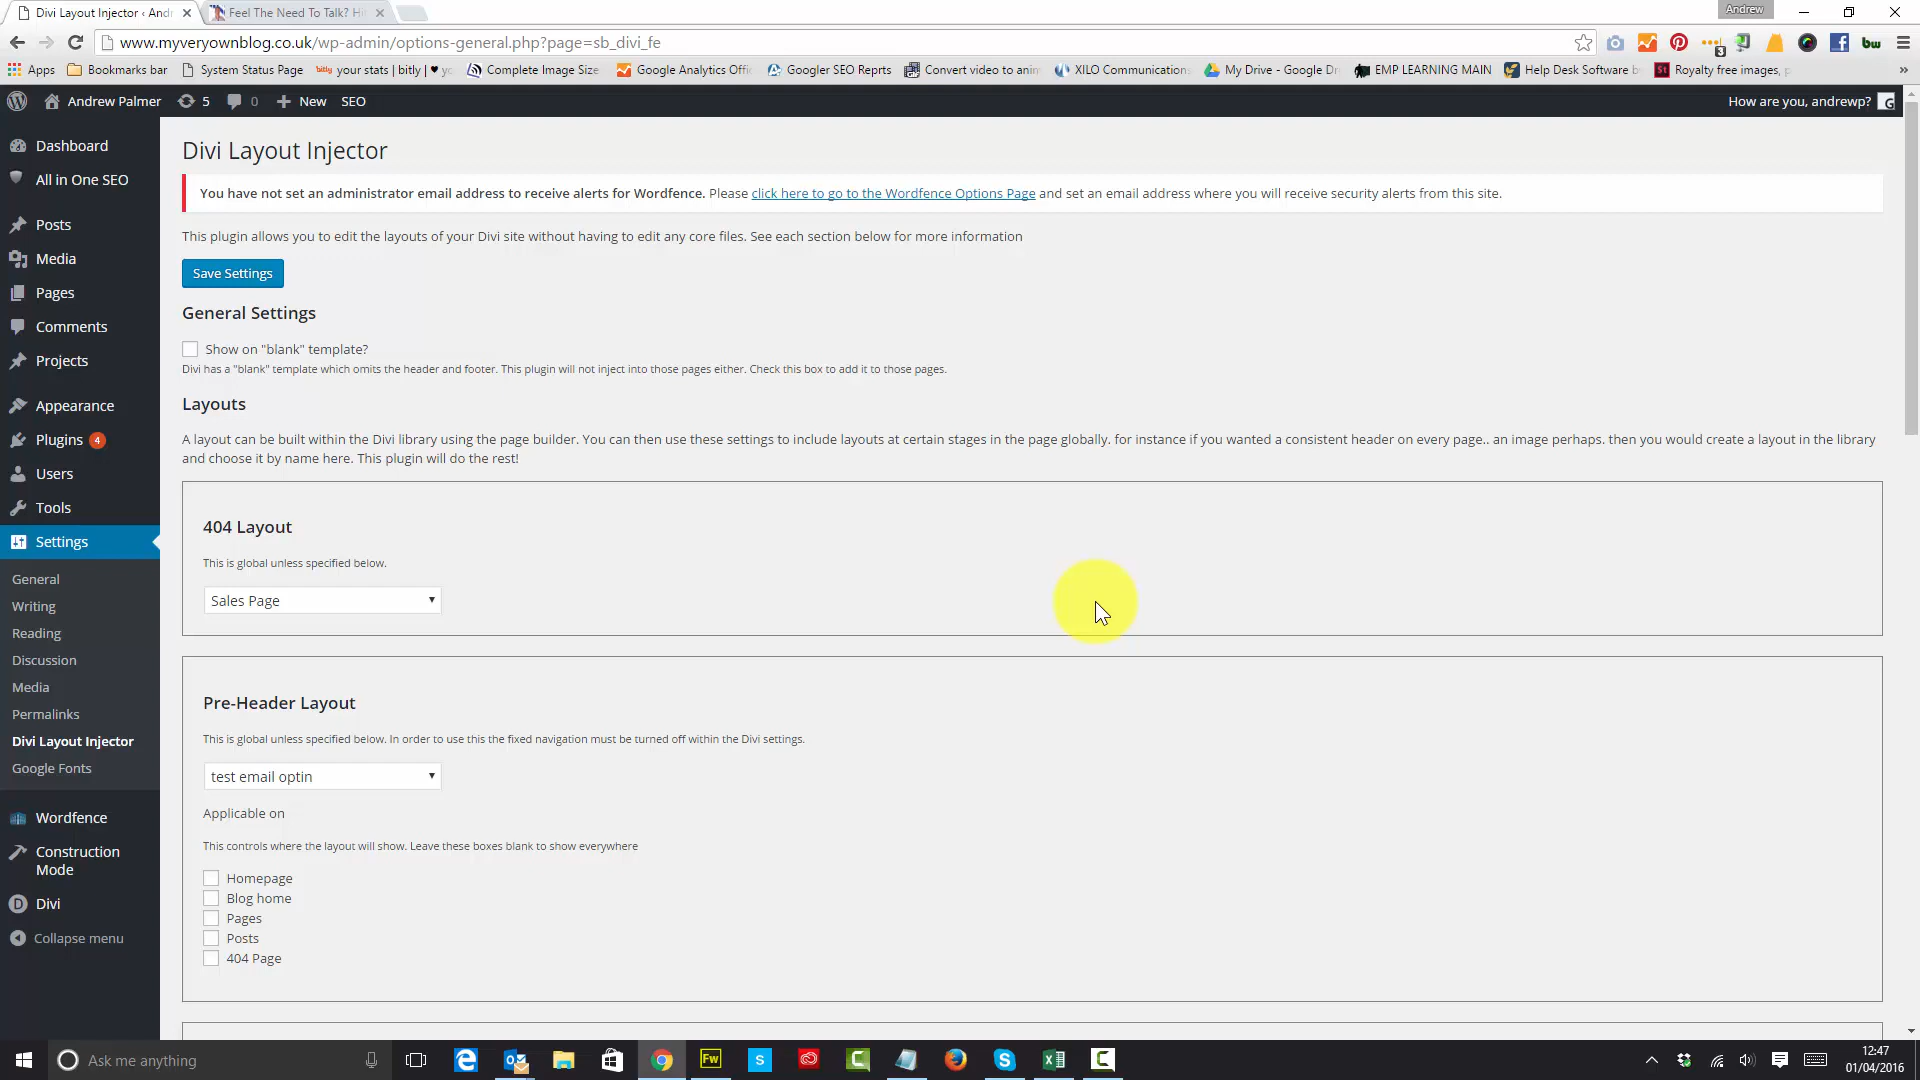 Divi Layout Injector ‹ Andr
Feel The Need To Talk? Hi
Andrew
www.myveryownblog.co.uk/wp-admin/options-general.php?page=sb_divi_fe
3
bw
Apps
Bookmarks bar
System Status Page
bitly your stats | bitly | ♥ yo
Complete Image Size
Google Analytics Offic
Googler SEO Reprts
Convert video to anim
XILO Communications
My Drive - Google Dr
EMP LEARNING MAIN
Help Desk Software b
St Royalty free images,
»
Andrew Palmer
5
0
New
SEO
How are you, andrewp?
Dashboard
All in One SEO
Posts
Media
Pages
Comments
Projects
Appearance
Plugins 4
Users
Tools
Settings
General
Writing
Reading
Discussion
Media
Permalinks
Divi Layout Injector
Google Fonts
Wordfence
Construction
Mode
D Divi
Collapse menu
Divi Layout Injector
You have not set an administrator email address to receive alerts for Wordfence. Please click here to go to the Wordfence Options Page and set an email address where you will receive security alerts from this site.
This plugin allows you to edit the layouts of your Divi site without having to edit any core files. See each section below for more information
Save Settings
General Settings
Show on "blank" template?
Divi has a "blank" template which omits the header and footer. This plugin will not inject into those pages either. Check this box to add it to those pages.
Layouts
A layout can be built within the Divi library using the page builder. You can then use these settings to include layouts at certain stages in the page globally. for instance if you wanted a consistent header on every page.. an image perhaps. then you would create a layout in the library
and choose it by name here. This plugin will do the rest!
404 Layout
This is global unless specified below.
Sales Page
Pre-Header Layout
This is global unless specified below. In order to use this the fixed navigation must be turned off within the Divi settings.
test email optin
Applicable on
This controls where the layout will show. Leave these boxes blank to show everywhere
Homepage
Blog home
Pages
Posts
404 Page
Ask me anything
Fw
S
12:47
01/04/2016